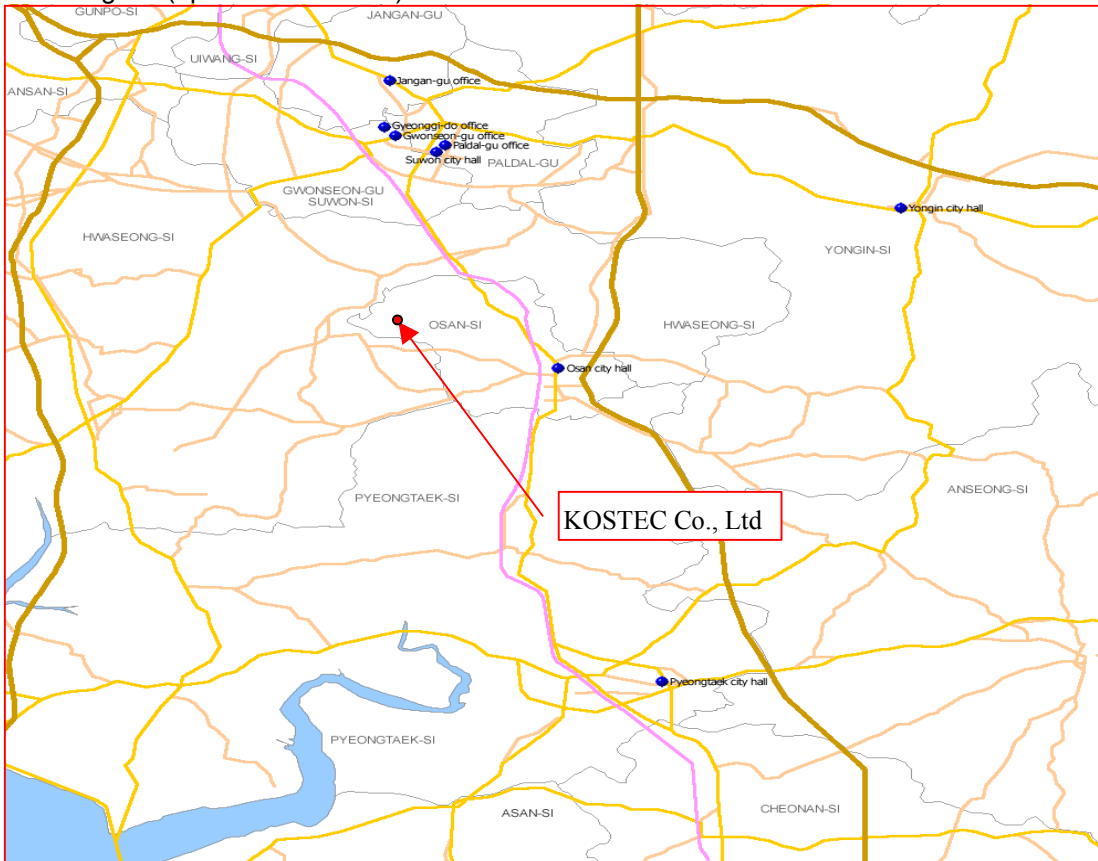 GUNPO-SI
JANGAN-GU
UIWANG-SI
Jangan-gu office
ANSAN-SI
Gyeonggi-do office
Gwonseon-gu office
Paldal-gu office
Suwon city hall
PALDAL-GU
GWONSEON-GU
SUWON-SI
Yongin city hall
HWASEONG-SI
YONGIN-SI
OSAN-SI
HWASEONG-SI
Osan city hall
ANSEONG-SI
PYEONGTAEK-SI
KOSTEC Co., Ltd
Pyeongtaek city hall
PYEONGTAEK-SI
CHEONAN-SI
ASAN-SI